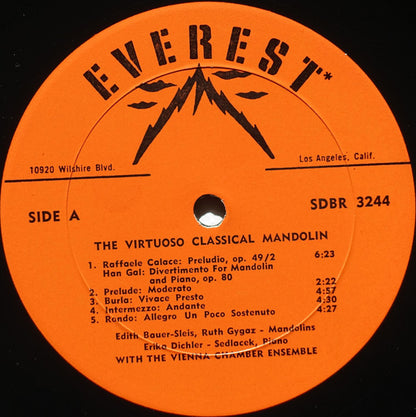 EVEREST*
10920 Wilshire Blvd.
Los Angeles, Calif.
SIDE A
SDBR 3244
THE VIRTUOSO CLASSICAL MANDOLIN
1. Raffaele Calace: Preludio, op. 49/2 6:23
Han Gal: Divertimento For Mandolin
and Piano, op. 80
2. Prelude: Moderato 2:22
3. Burla: Vivace Presto 4:57
4. Intermezzo: Andante 4:30
5. Rondo: Allegro Un Poco Sostenuto 4:27
Edith Bauer-Sleis, Ruth Gygaz - Mandolins
Erika Dichler - Sedlacek, Piano
WITH THE VIENNA CHAMBER ENSEMBLE